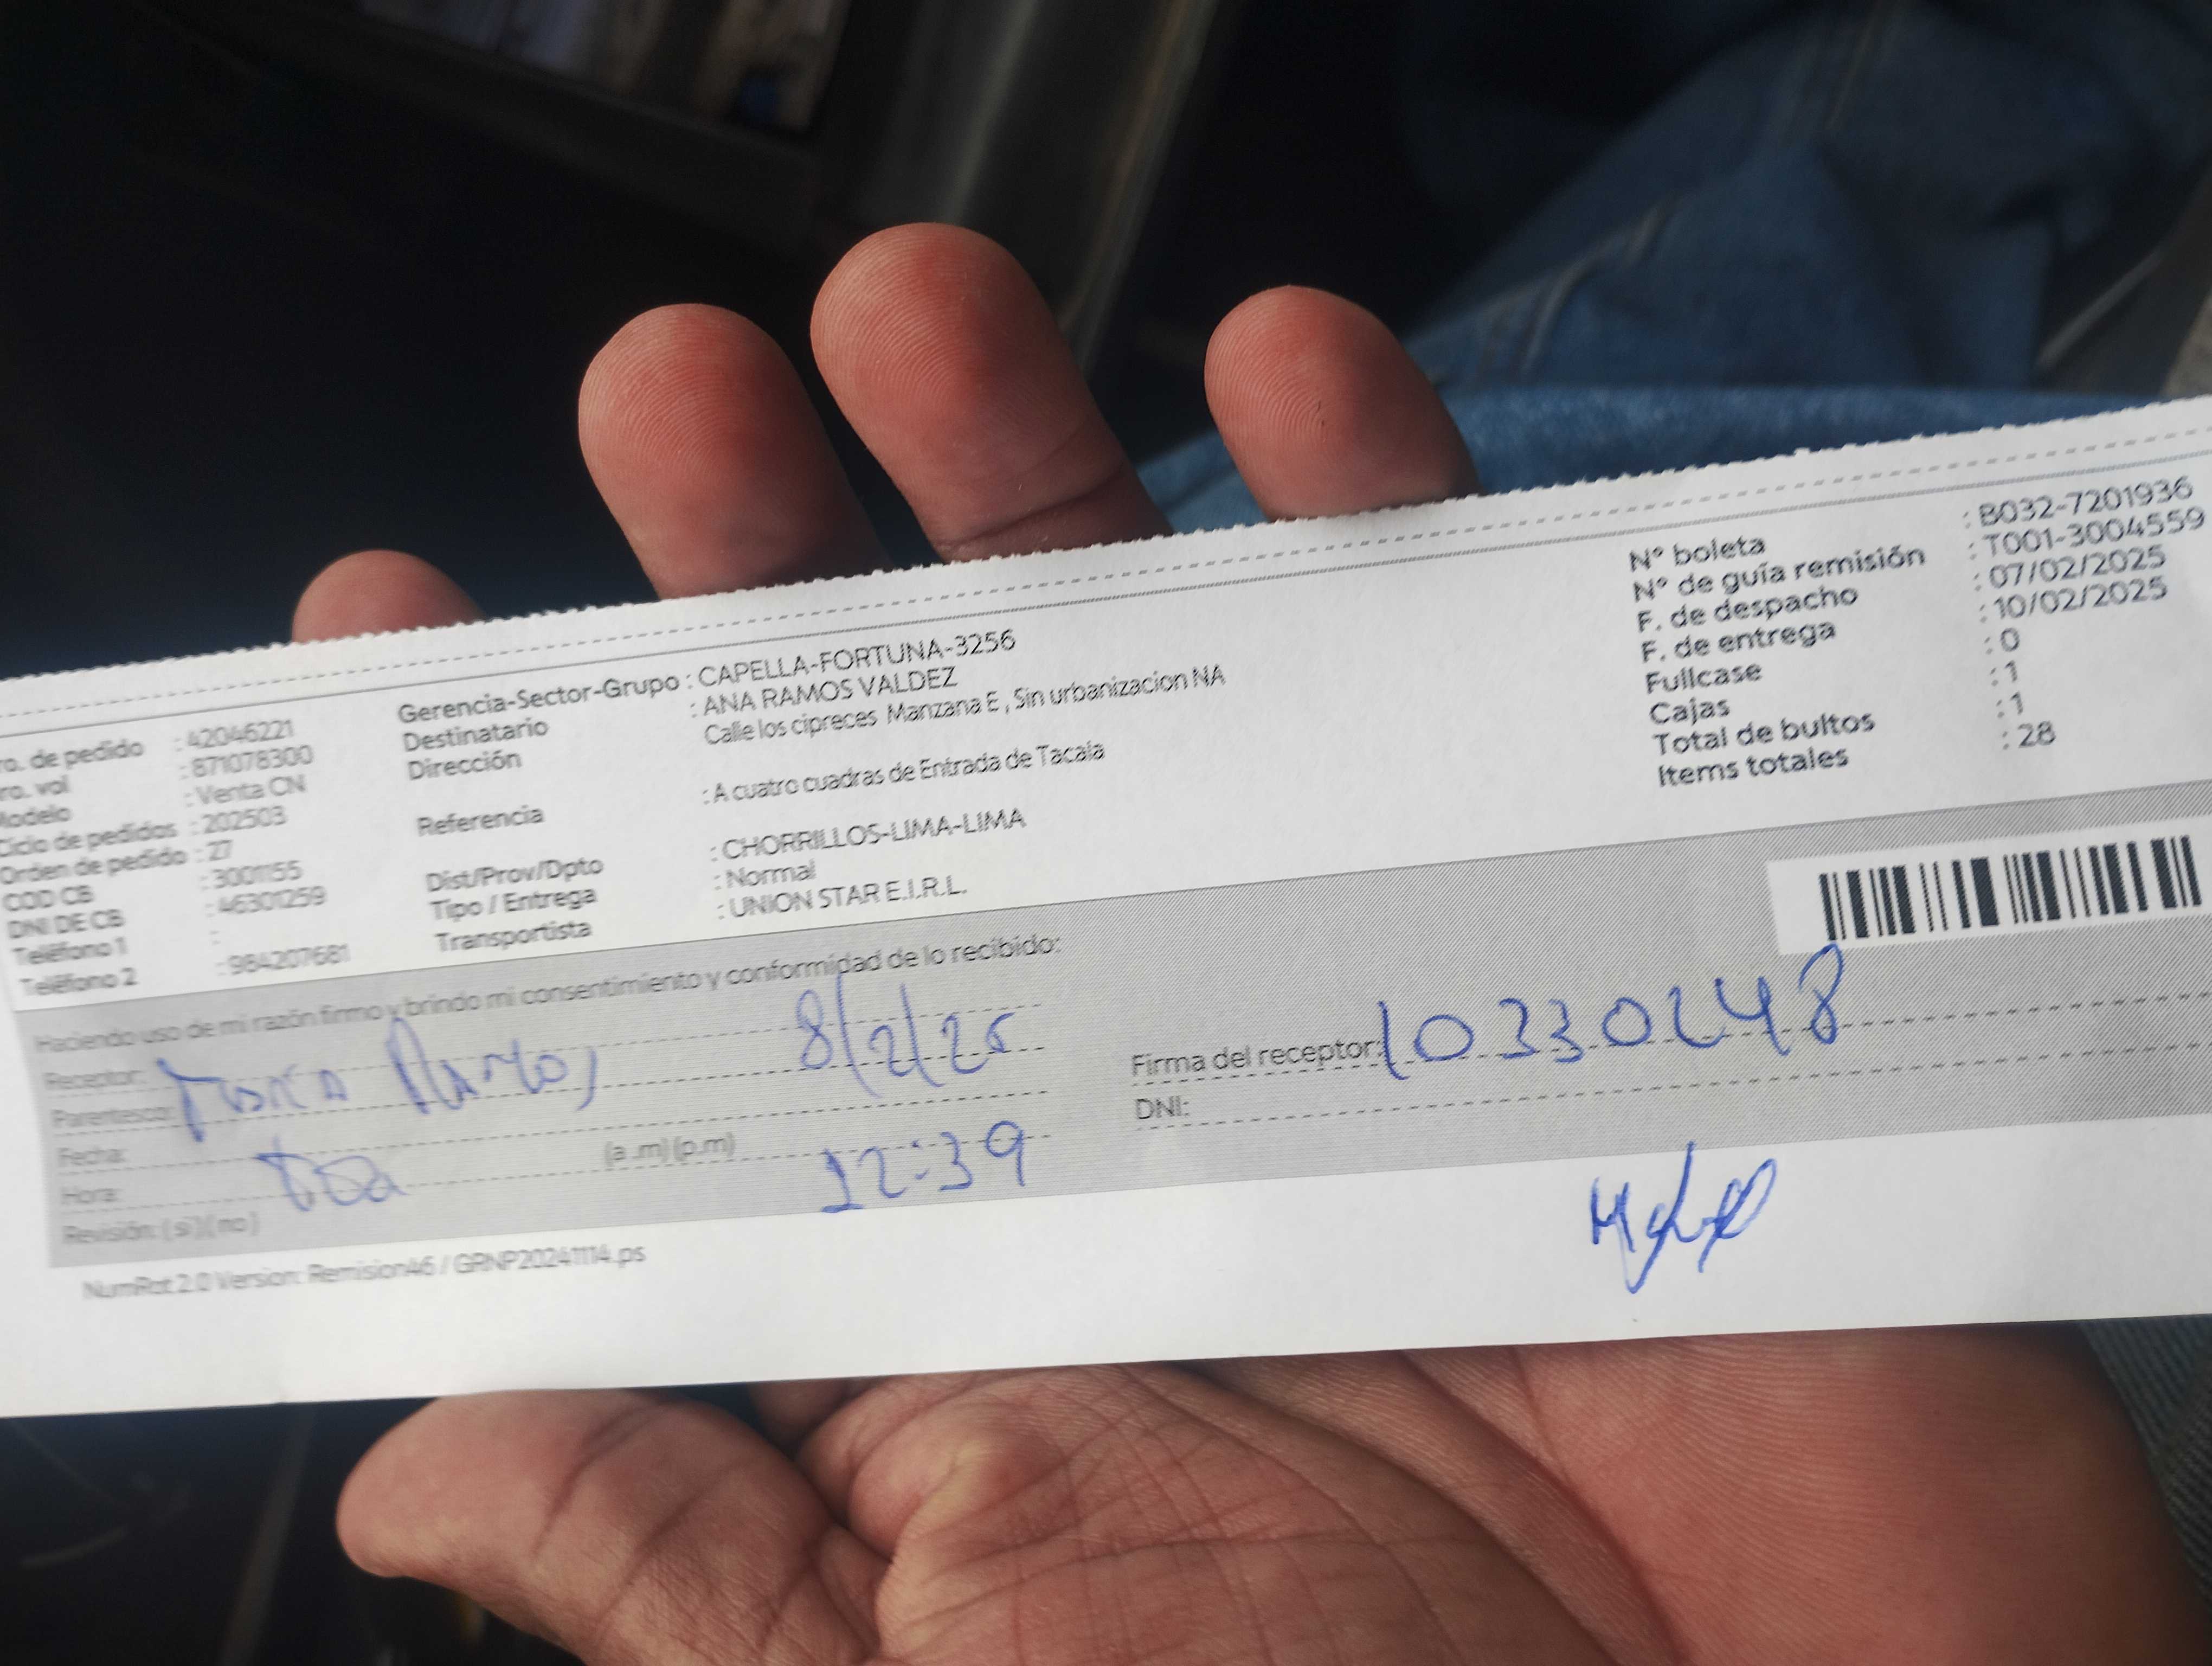 ro. de pedido : 42046221
ro. vol : 871078300
Modelo : Venta CN
Ciclo de pedidos : 202503
Orden de pedido : 27
COD CB : 3001155
DNI DE CB : 46301259
Teléfono 1 :
Teléfono 2 : 984207681
Gerencia-Sector-Grupo : CAPELLA-FORTUNA-3256
Destinatario : ANA RAMOS VALDEZ
Dirección : Calle los cipreces Manzana E , Sin urbanizacion NA
Referencia : A cuatro cuadras de Entrada de Tacala
Dist/Prov/Dpto : CHORRILLOS-LIMA-LIMA
Tipo / Entrega : Normal
Transportista : UNION STAR E.I.R.L.
N° boleta : B032-7201936
N° de guía remisión : T001-3004559
F. de despacho : 07/02/2025
F. de entrega : 10/02/2025
Fullcase : 0
Cajas : 1
Total de bultos : 1
Items totales : 28
Haciendo uso de mi razón firmo y brindo mi consentimiento y conformidad de lo recibido:
Receptor: Ramos 8/2/25
Parentesco:
Fecha:
Hora: (a .m) (p.m) 12:39
Revisión: ( si ) ( no )
Firma del receptor: 10330248
DNI:
NumRot 2.0 Version: Remision46 / GRNP20241114.ps